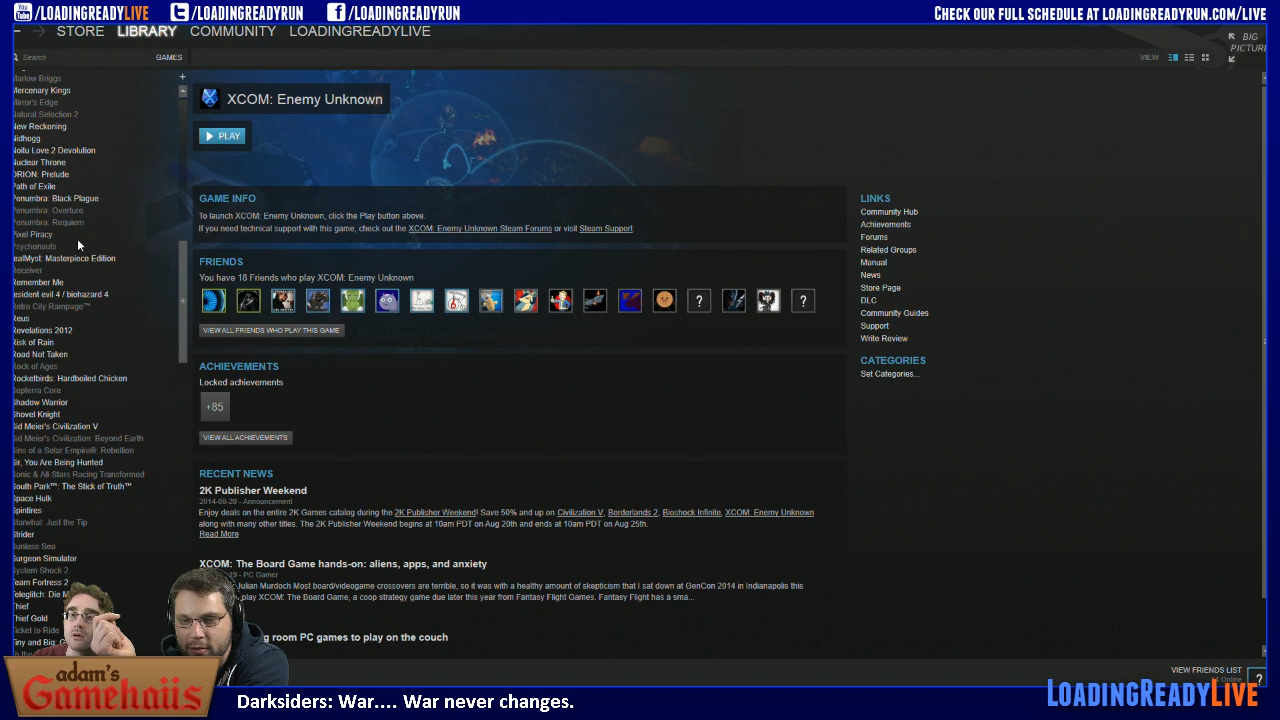 You Tube /LOADINGREADYLIVE /LOADINGREADYRUN /LOADINGREADYRUN CHECK OUR FULL SCHEDULE AT LOADINGREADYRUN.COM/LIVE
STORE LIBRARY COMMUNITY LOADINGREADYLIVE
BIG PICTURE
Search GAMES VIEW
Marlow Briggs
Mercenary Kings
Mirror's Edge
Natural Selection 2
New Reckoning
Nidhogg
Noitu Love 2 Devolution
Nuclear Throne
ORION: Prelude
Path of Exile
Penumbra: Black Plague
Penumbra: Overture
Penumbra: Requiem
Pixel Piracy
Psychonauts
realMyst: Masterpiece Edition
Receiver
Remember Me
resident evil 4 / biohazard 4
Retro City Rampage™
Reus
Revelations 2012
Risk of Rain
Road Not Taken
Rock of Ages
Rocketbirds: Hardboiled Chicken
Septerra Core
Shadow Warrior
Shovel Knight
Sid Meier's Civilization V
Sid Meier's Civilization: Beyond Earth
Sins of a Solar Empire®: Rebellion
Sir, You Are Being Hunted
Sonic & All-Stars Racing Transformed
South Park™: The Stick of Truth™
Space Hulk
Spintires
Starwhal: Just the Tip
Strider
Sunless Sea
Surgeon Simulator
System Shock 2
Team Fortress 2
Teleglitch: Die M
Thief
Thief Gold
Ticket to Ride
Tiny and Big: G
XCOM: Enemy Unknown
PLAY
GAME INFO
To launch XCOM: Enemy Unknown, click the Play button above.
If you need technical support with this game, check out the XCOM: Enemy Unknown Steam Forums or visit Steam Support.
FRIENDS
You have 18 Friends who play XCOM: Enemy Unknown
6 ? ?
VIEW ALL FRIENDS WHO PLAY THIS GAME
ACHIEVEMENTS
Locked achievements
+85
VIEW ALL ACHIEVEMENTS
RECENT NEWS
2K Publisher Weekend
2014-08-20 - Announcement
Enjoy deals on the entire 2K Games catalog during the 2K Publisher Weekend! Save 50% and up on Civilization V, Borderlands 2, Bioshock Infinite, XCOM: Enemy Unknown
along with many other titles. The 2K Publisher Weekend begins at 10am PDT on Aug 20th and ends at 10am PDT on Aug 25th.
Read More
XCOM: The Board Game hands-on: aliens, apps, and anxiety
- PC Gamer
Julian Murdoch Most board/videogame crossovers are terrible, so it was with a healthy amount of skepticism that I sat down at GenCon 2014 in Indianapolis this
play XCOM: The Board Game, a coop strategy game due later this year from Fantasy Flight Games. Fantasy Flight has a sma...
g room PC games to play on the couch
LINKS
Community Hub
Achievements
Forums
Related Groups
Manual
News
Store Page
DLC
Community Guides
Support
Write Review
CATEGORIES
Set Categories...
VIEW FRIENDS LIST
Online
?
adam's
Gamehaüs
Darksiders: War.... War never changes.
LOADINGREADYLIVE